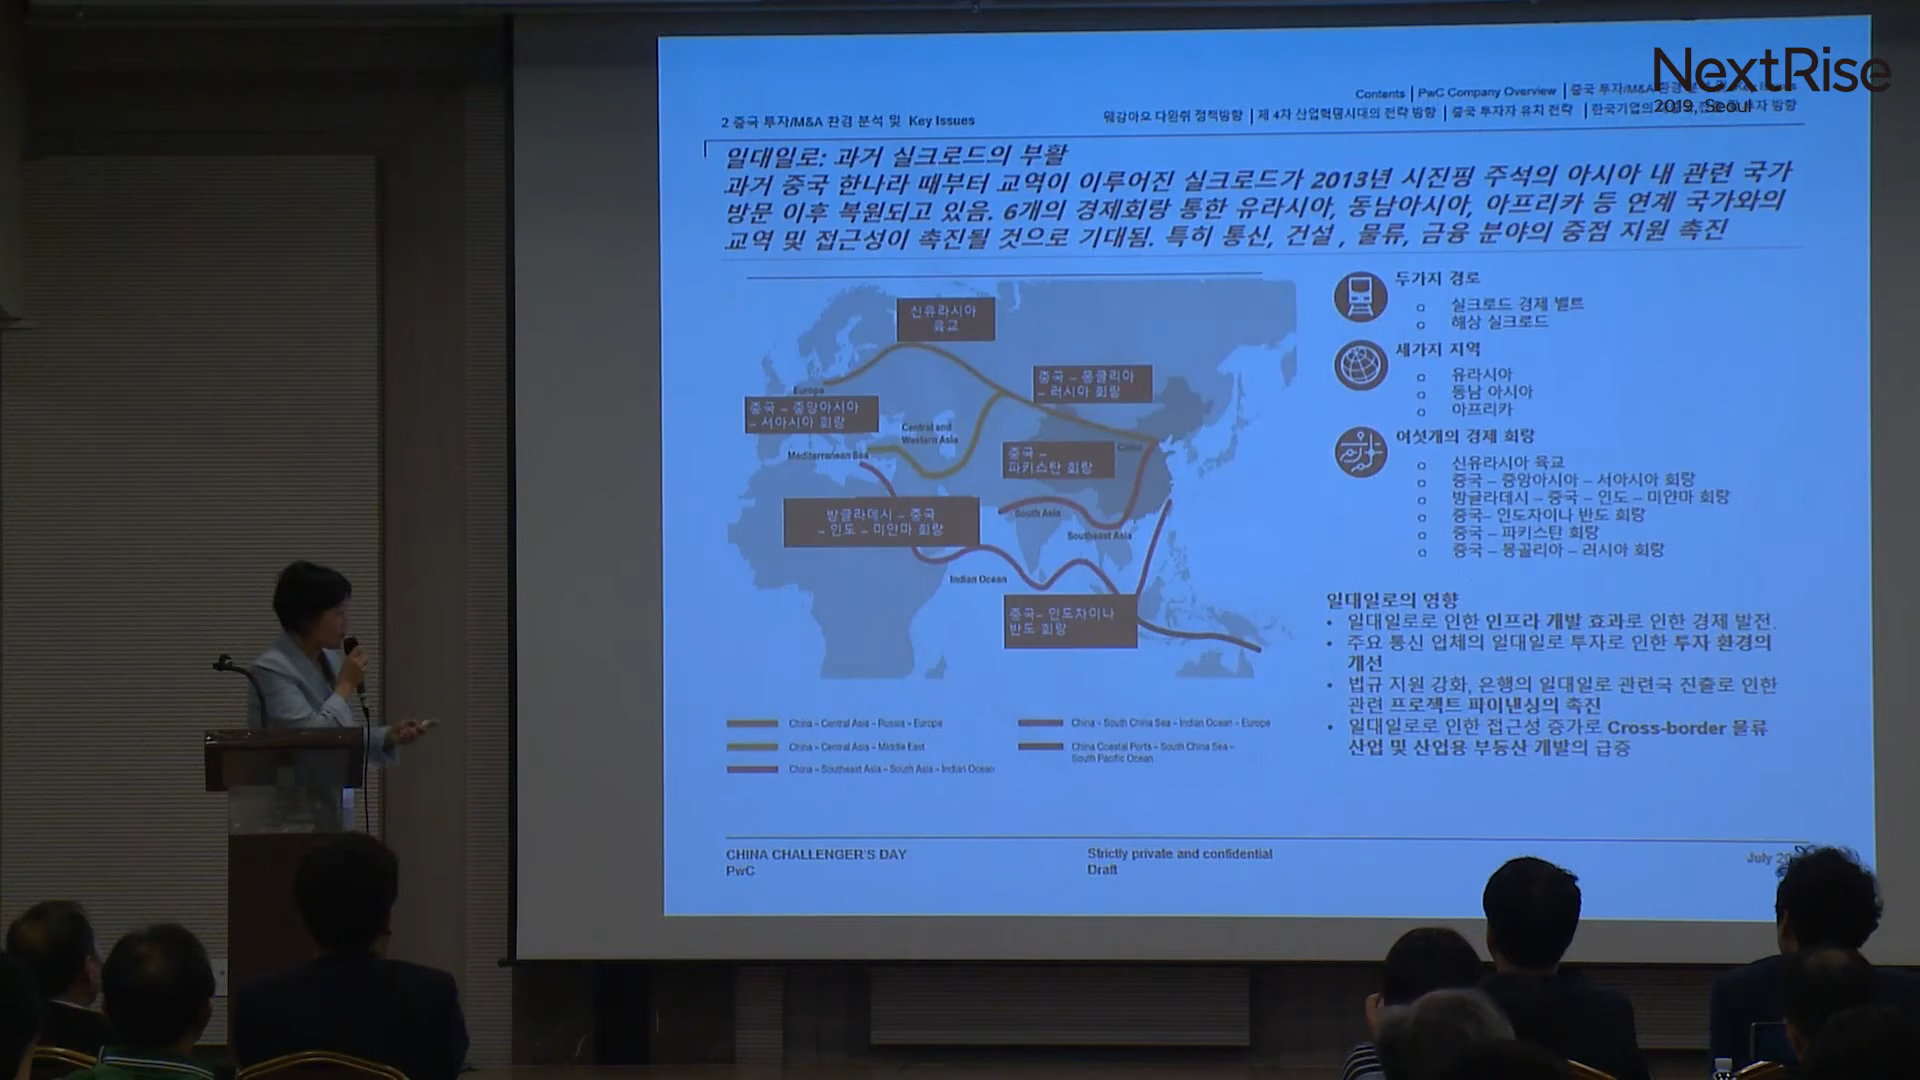 NextRise
2019, Seoul
Contents | PwC Company Overview | 중국 투자/M&A 환경 분석 및
2 중국 투자/M&A 환경 분석 및 Key Issues
웨강아오 다완취 정책방향 | 제 4차 산업혁명시대의 전략 방향 | 중국 투자자 유치 전략 | 한국기업의 투자 방향
일대일로: 과거 실크로드의 부활
과거 중국 한나라 때부터 교역이 이루어진 실크로드가 2013년 시진핑 주석의 아시아 내 관련 국가
방문 이후 복원되고 있음. 6개의 경제회랑 통한 유라시아, 동남아시아, 아프리카 등 연계 국가와의
교역 및 접근성이 촉진될 것으로 기대됨. 특히 통신, 건설 , 물류, 금융 분야의 중점 지원 촉진
신유라시아
육교
중국 – 몽골리아
– 러시아 회랑
Europe
중국 – 중앙아시아
– 서아시아 회랑
Central and
Western Asia
China
Mediterranean Sea
중국 –
파키스탄 회랑
방글라데시 – 중국
– 인도 – 미얀마 회랑
South Asia
Southeast Asia
Indian Ocean
중국– 인도차이나
반도 회랑
China – Central Asia – Russia – Europe
China – Central Asia – Middle East
China – Southeast Asia – South Asia – Indian Ocean
China – South China Sea – Indian Ocean – Europe
China Coastal Ports – South China Sea –
South Pacific Ocean
두가지 경로
o 실크로드 경제 벨트
o 해상 실크로드
세가지 지역
o 유라시아
o 동남 아시아
o 아프리카
여섯개의 경제 회랑
o 신유라시아 육교
o 중국 – 중앙아시아 – 서아시아 회랑
o 방글라데시 – 중국 – 인도 – 미얀마 회랑
o 중국– 인도차이나 반도 회랑
o 중국 – 파키스탄 회랑
o 중국 – 몽골리아 – 러시아 회랑
일대일로의 영향
• 일대일로로 인한 인프라 개발 효과로 인한 경제 발전.
• 주요 통신 업체의 일대일로 투자로 인한 투자 환경의
개선
• 법규 지원 강화, 은행의 일대일로 관련국 진출로 인한
관련 프로젝트 파이낸싱의 촉진
• 일대일로로 인한 접근성 증가로 Cross-border 물류
산업 및 산업용 부동산 개발의 급증
CHINA CHALLENGER'S DAY
PwC
Strictly private and confidential
Draft
July